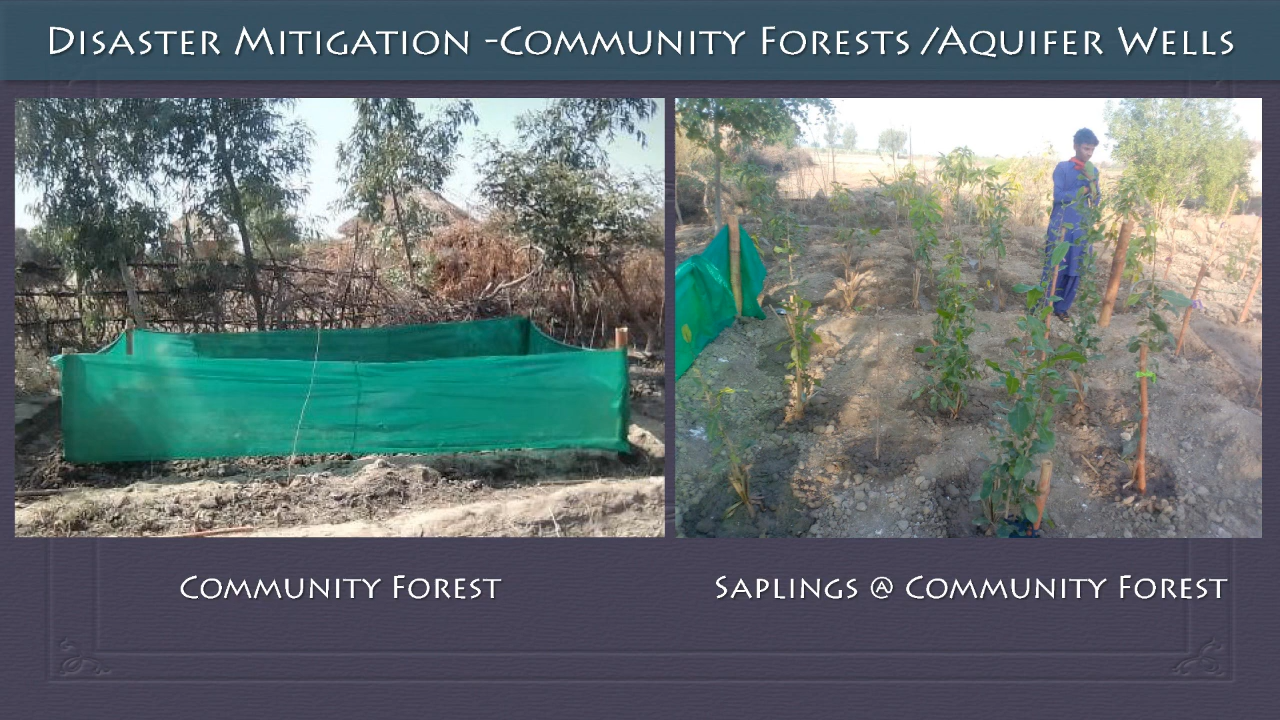 Disaster Mitigation -Community Forests /Aquifer Wells
Community Forest
Saplings @ Community Forest